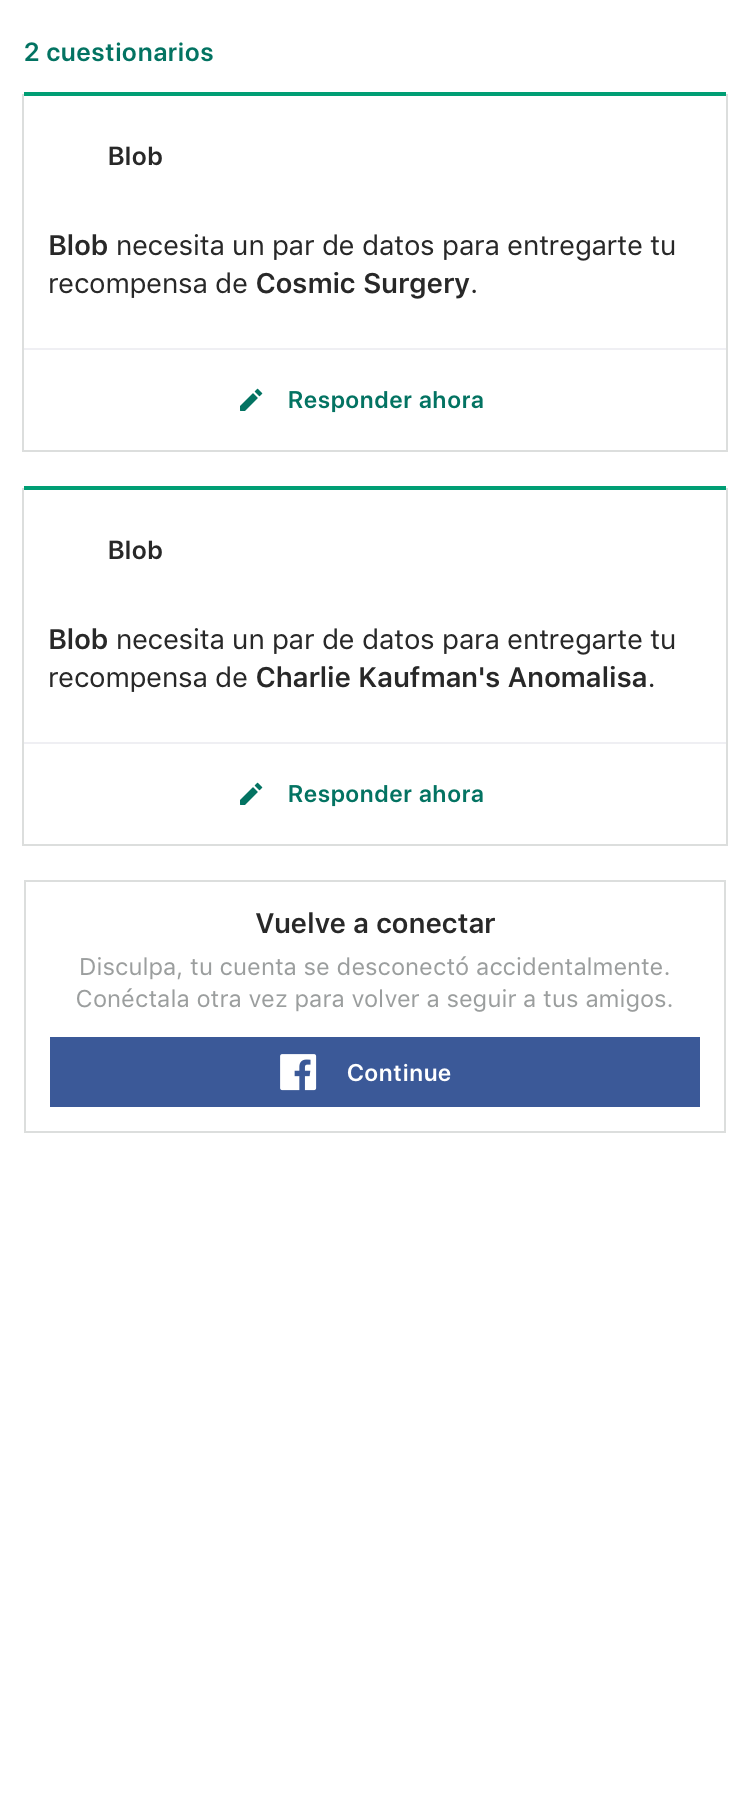 2 cuestionarios
Blob
Blob necesita un par de datos para entregarte tu
recompensa de Cosmic Surgery.
Responder ahora
Blob
Blob necesita un par de datos para entregarte tu
recompensa de Charlie Kaufman's Anomalisa.
Responder ahora
Vuelve a conectar
Disculpa, tu cuenta se desconectó accidentalmente.
Conéctala otra vez para volver a seguir a tus amigos.
Continue